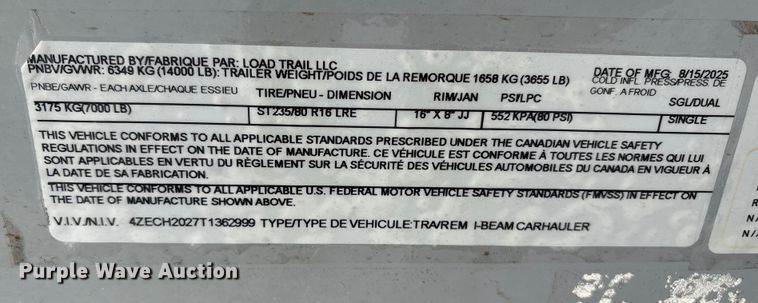 MANUFACTURED BY/FABRIQUE PAR: LOAD TRAIL LLC
DATE OF MFG 8/15/2025
PNBV/GVWR: 6349 KG (14000 LB): TRAILER WEIGHT/POIDS DE LA REMORQUE 1658 KG (3655 LB)
COLD INFL. PRESS/PRESS. DE
PNBE/GAWR - EACH AXLE/CHAQUE ESSIEU TIRE/PNEU - DIMENSION RIM/JAN PSI/LPC GONF. A FROID SGL/DUAL
3175 KG(7000 LB) ST235/80 R16 LRE 16" X 8" JJ 552 KPA(80 PSI) SINGLE
THIS VEHICLE CONFORMS TO ALL APPLICABLE STANDARDS PRESCRIBED UNDER THE CANADIAN VEHICLE SAFETY
REGULATIONS IN EFFECT ON THE DATE OF MANUFACTURE. CE VÉHICULE EST CONFORME À TOUTES LES NORMES QUI LUI
SONT APPLICABLES EN VERTU DU RÈGLEMENT SUR LA SÉCURITÉ DES VÉHICULES AUTOMOBILES DU CANADA EN VIGUEUR À
LA DATE DE SA FABRICATION.
THIS VEHICLE CONFORMS TO ALL APPLICABLE U.S. FEDERAL MOTOR VEHICLE SAFETY STANDARDS (FMVSS) IN EFFECT ON
THE DATE OF MANUFACTURE SHOWN ABOVE.
V.I.V./N.I.V. 4ZECH2027T1362999 TYPE/TYPE DE VEHICULE:TRA/REM I-BEAM CARHAULER
Purple Wave Auction